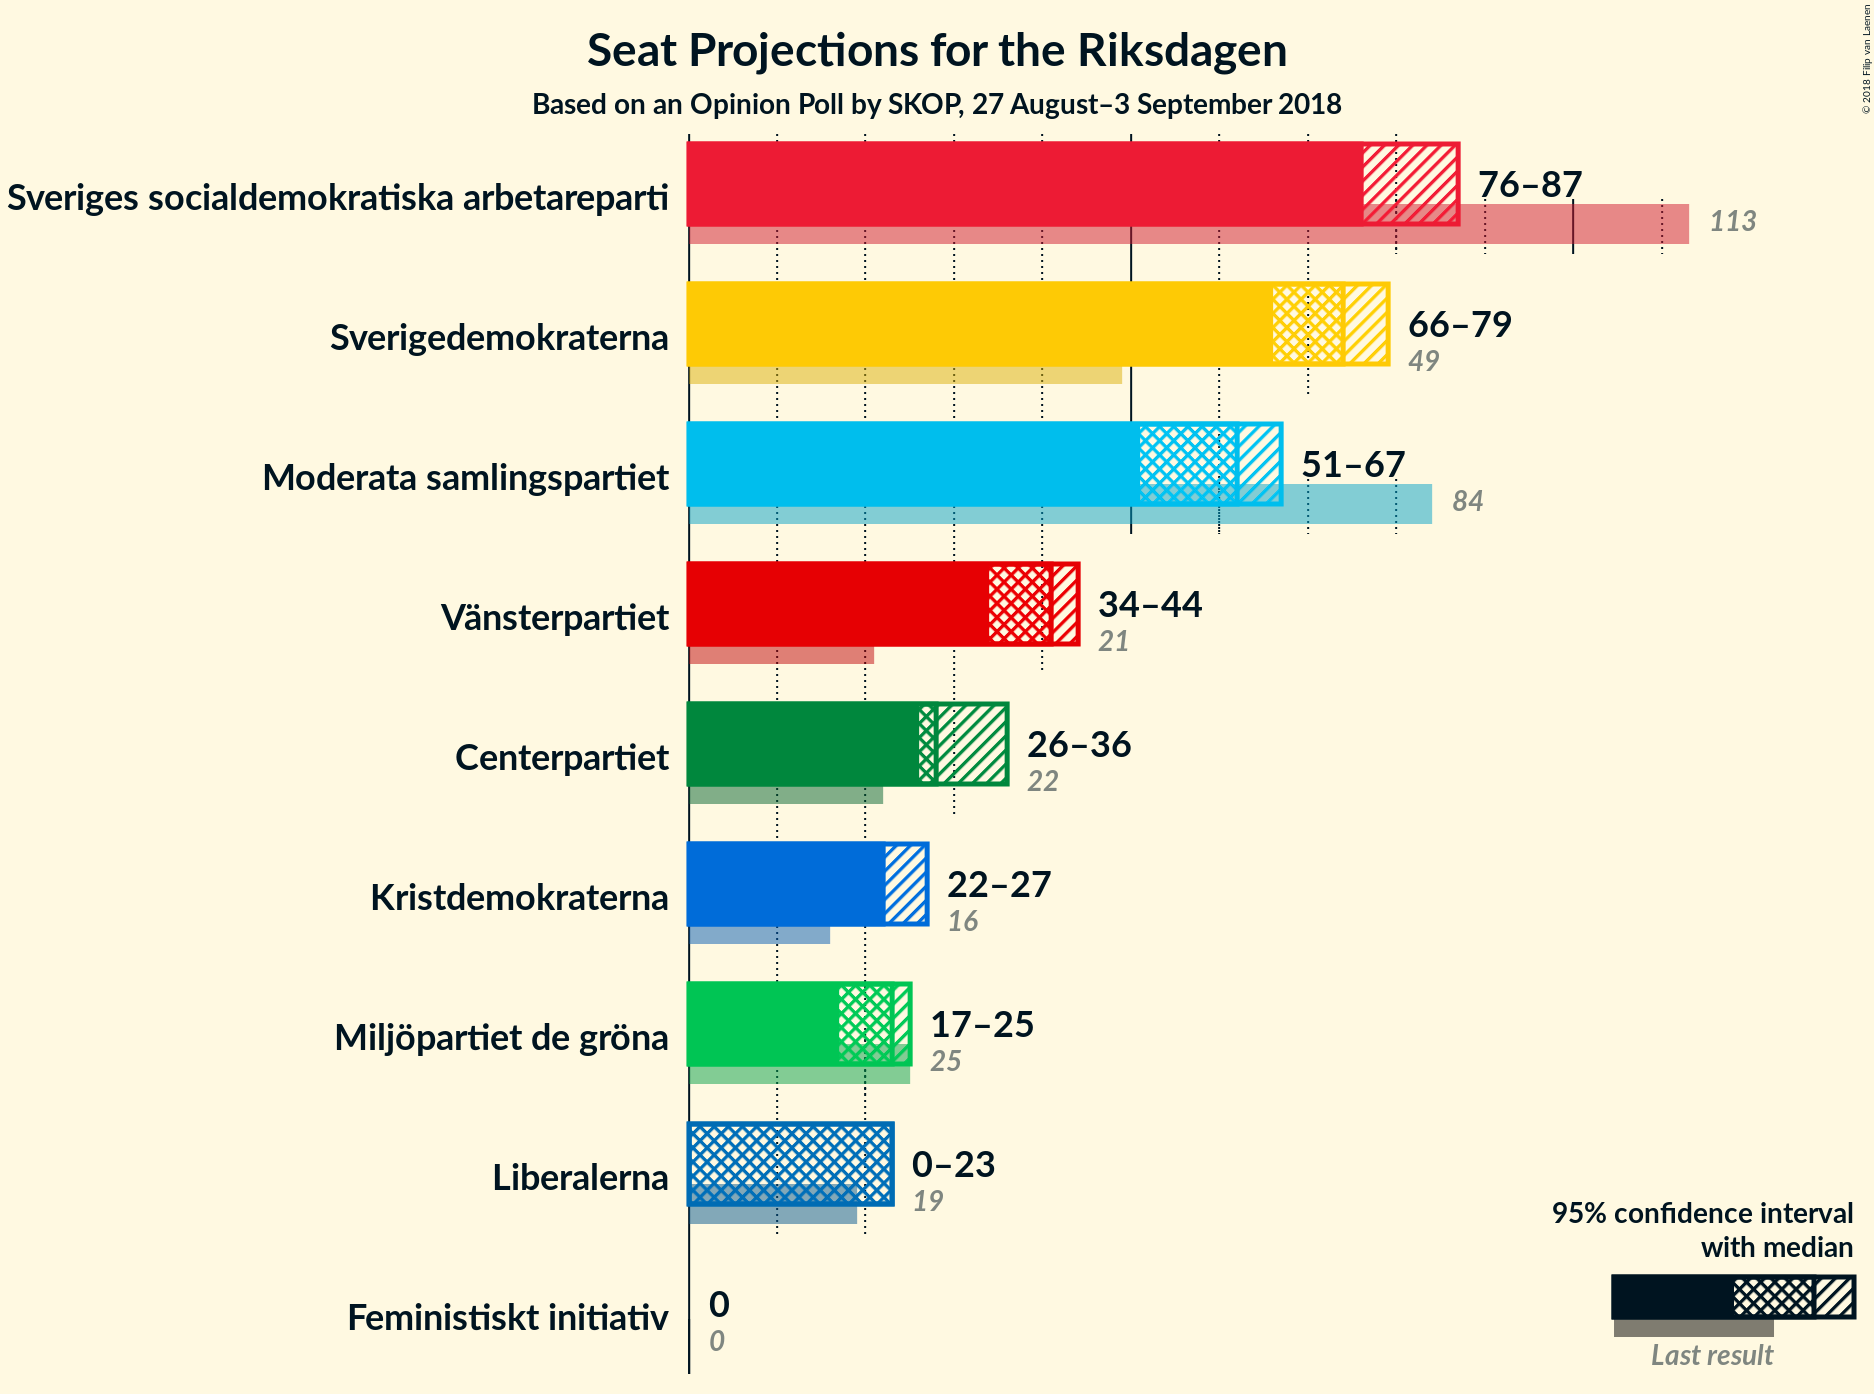 Seat Projections for the Riksdagen
Based on an Opinion Poll by SKOP, 27 August–3 September 2018
© 2018 Filip van Laenen
Sveriges socialdemokratiska arbetareparti
76–87
113
Sverigedemokraterna
66–79
49
Moderata samlingspartiet
51–67
84
Vänsterpartiet
34–44
21
Centerpartiet
26–36
22
Kristdemokraterna
22–27
16
Miljöpartiet de gröna
17–25
25
Liberalerna
0–23
19
Feministiskt initiativ
0
0
95% confidence interval
with median
Last result